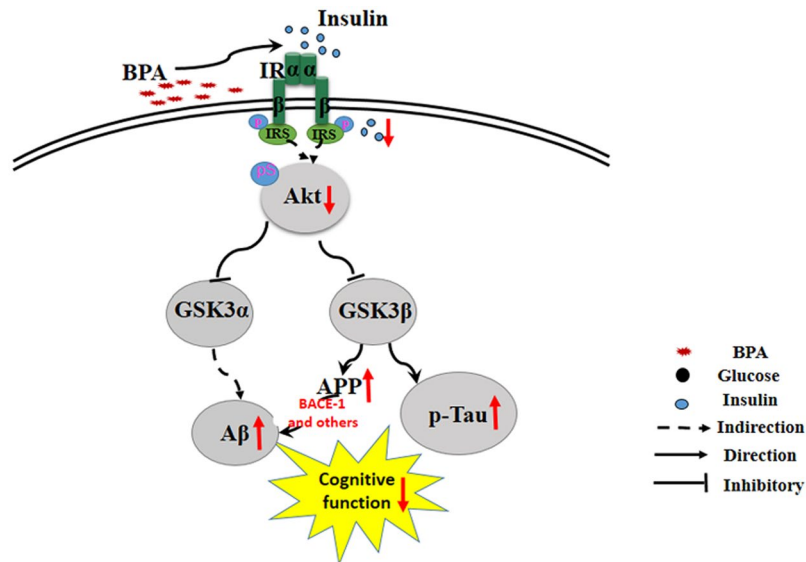 Insulin
BPA
IR α α
β β
p IRS IRS p
pS
Akt
GSK3α GSK3β
APP
BACE-1
and others
Aβ
p-Tau
Cognitive
function
BPA
Glucose
Insulin
Indirection
Direction
Inhibitory